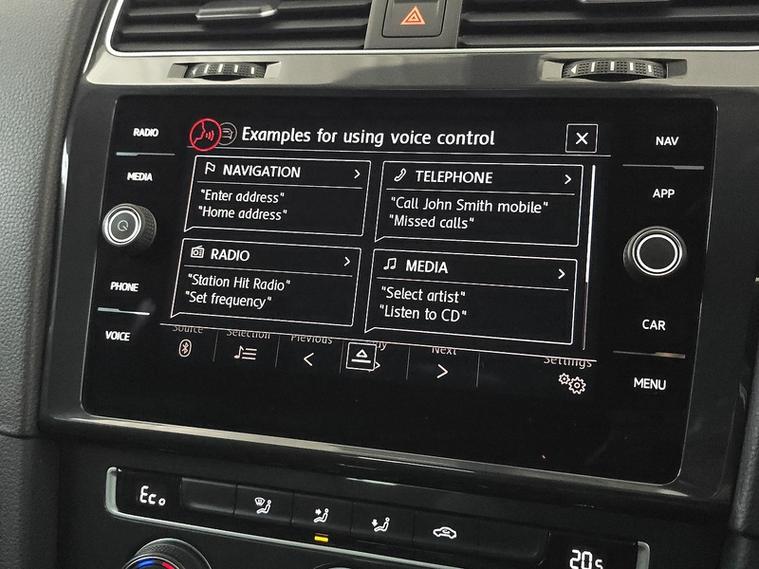 RADIO
MEDIA
PHONE
VOICE
Examples for using voice control
NAVIGATION
"Enter address"
"Home address"
TELEPHONE
"Call John Smith mobile"
"Missed calls"
RADIO
"Station Hit Radio"
"Set frequency"
MEDIA
"Select artist"
"Listen to CD"
Source
Selection
Previous
Next
Settings
NAV
APP
CAR
MENU
Eco
20.5